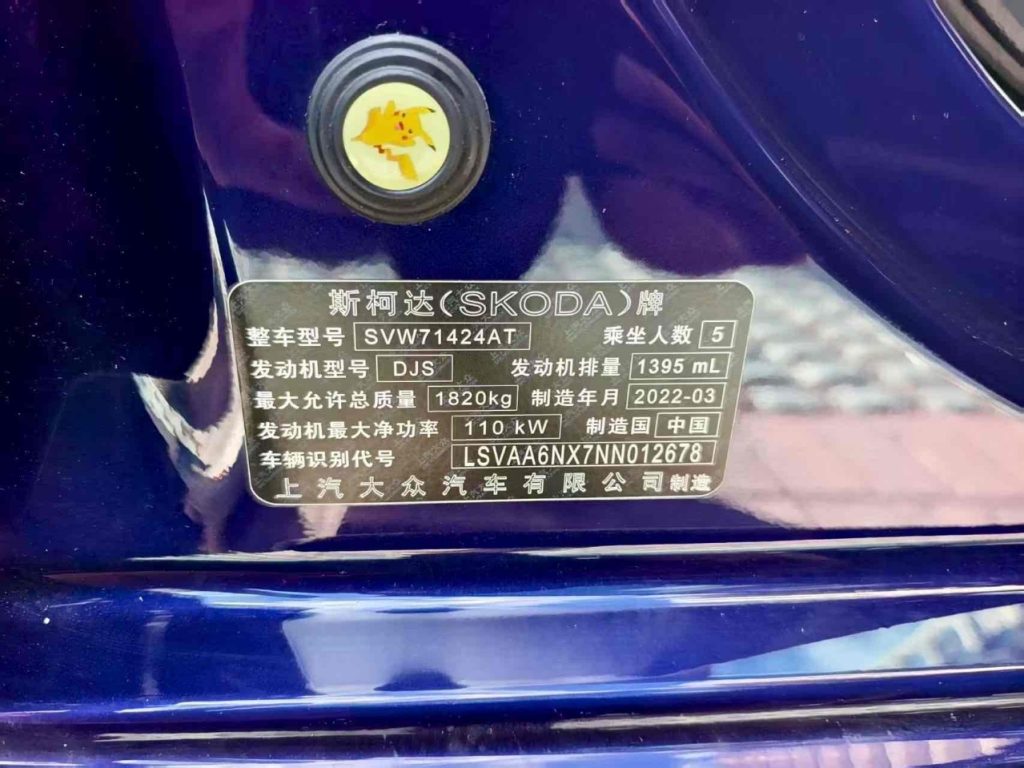 斯柯达(SKODA)牌
整车型号 SVW71424AT 乘坐人数 5
发动机型号 DJS 发动机排量 1395 mL
最大允许总质量 1820kg 制造年月 2022-03
发动机最大净功率 110 kW 制造国 中国
车辆识别代号 LSVAA6NX7NN012678
上汽大众汽车有限公司制造